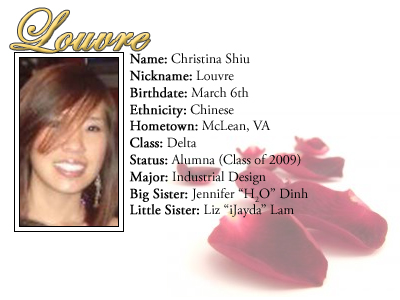 Louvre
Name: Christina Shiu
Nickname: Louvre
Birthdate: March 6th
Ethnicity: Chinese
Hometown: McLean, VA
Class: Delta
Status: Alumna (Class of 2009)
Major: Industrial Design
Big Sister: Jennifer “H₂O” Dinh
Little Sister: Liz “iJayda” Lam